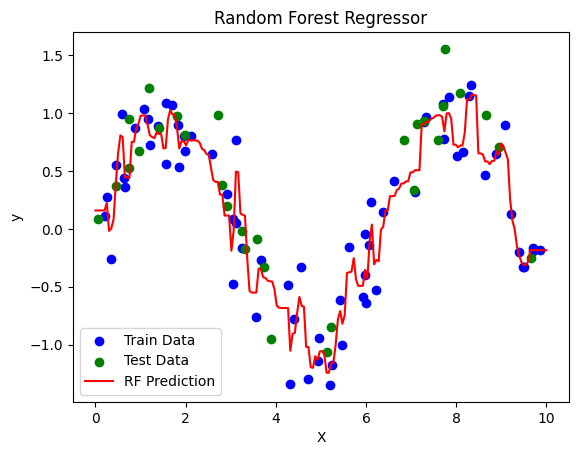 Random Forest Regressor
y
1.5
1.0
0.5
0.0
−0.5
−1.0
Train Data
Test Data
RF Prediction
0
2
4
6
8
10
X